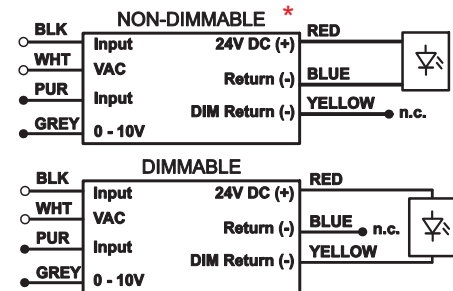 NON-DIMMABLE *
BLK Input 24V DC (+) RED
WHT VAC Return (-) BLUE
PUR Input DIM Return (-) YELLOW n.c.
GREY 0 - 10V
DIMMABLE
BLK Input 24V DC (+) RED
WHT VAC Return (-) BLUE n.c.
PUR Input DIM Return (-) YELLOW
GREY 0 - 10V